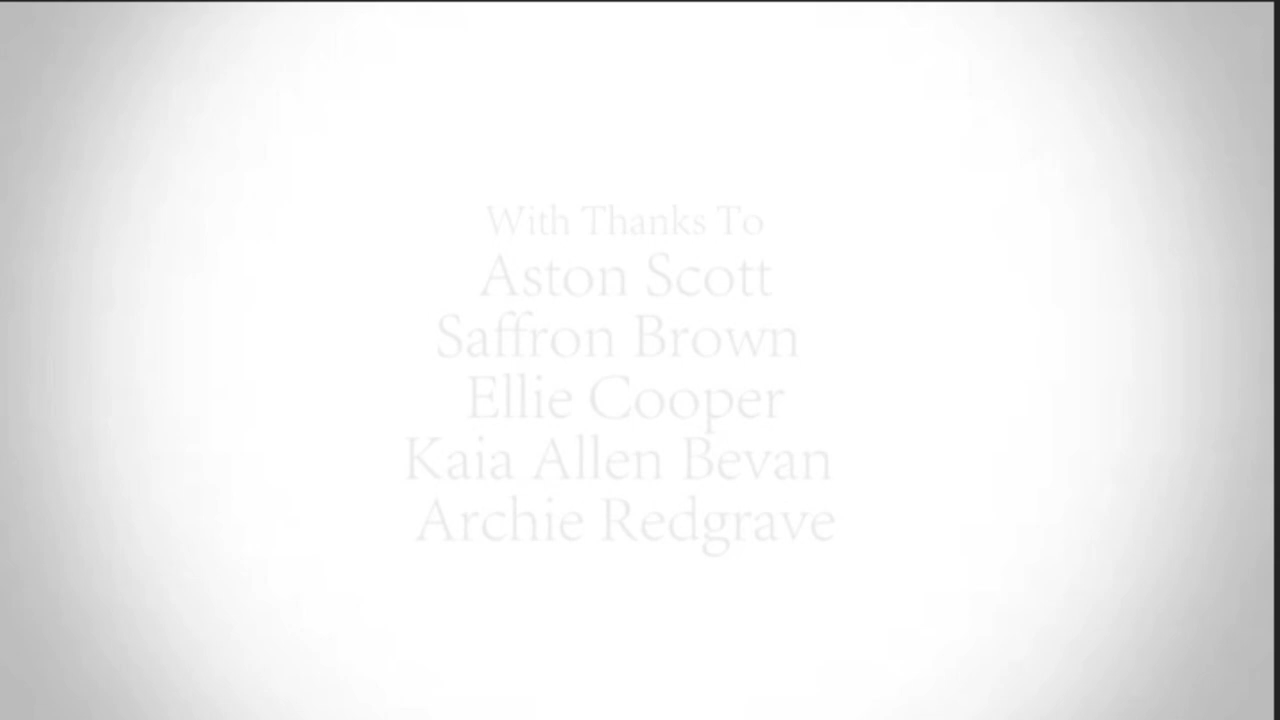 With Thanks To
Aston Scott
Saffron Brown
Ellie Cooper
Kaia Allen Bevan
Archie Redgrave